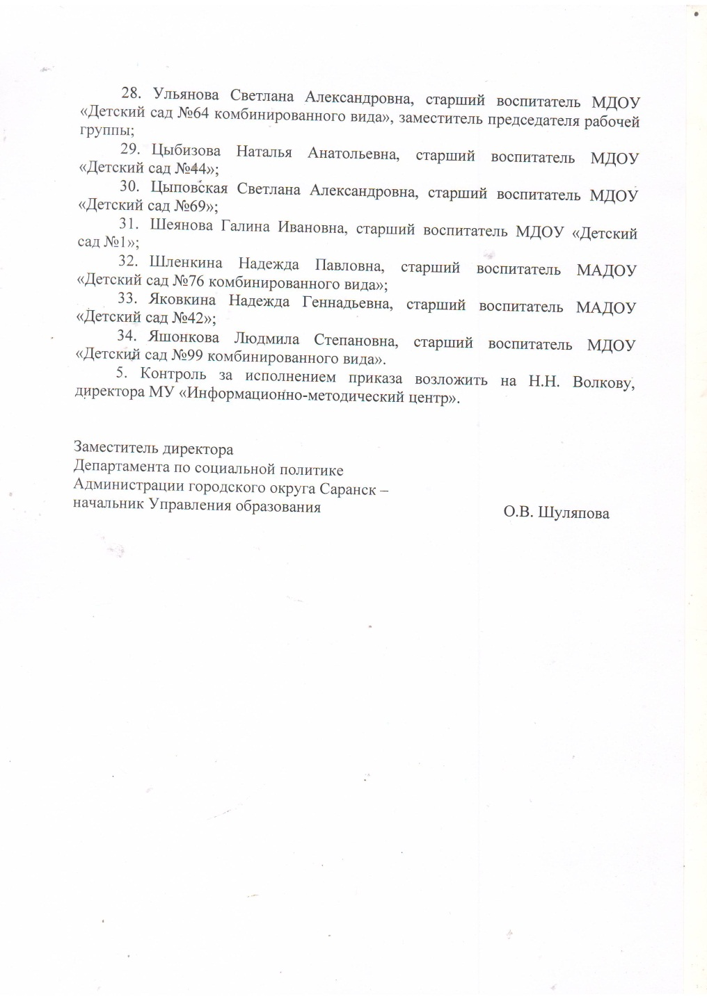 28. Ульянова Светлана Александровна, старший воспитатель МДОУ
«Детский сад №64 комбинированного вида», заместитель председателя рабочей
группы;
29. Цыбизова Наталья Анатольевна, старший воспитатель МДОУ
«Детский сад №44»;
30. Цыповская Светлана Александровна, старший воспитатель МДОУ
«Детский сад №69»;
31. Шеянова Галина Ивановна, старший воспитатель МДОУ «Детский
сад №1»;
32. Шленкина Надежда Павловна, старший воспитатель МАДОУ
«Детский сад №76 комбинированного вида»;
33. Яковкина Надежда Геннадьевна, старший воспитатель МАДОУ
«Детский сад №42»;
34. Яшонкова Людмила Степановна, старший воспитатель МДОУ
«Детский сад №99 комбинированного вида».
5. Контроль за исполнением приказа возложить на Н.Н. Волкову,
директора МУ «Информационно-методический центр».
Заместитель директора
Департамента по социальной политике
Администрации городского округа Саранск –
начальник Управления образования
О.В. Шуляпова